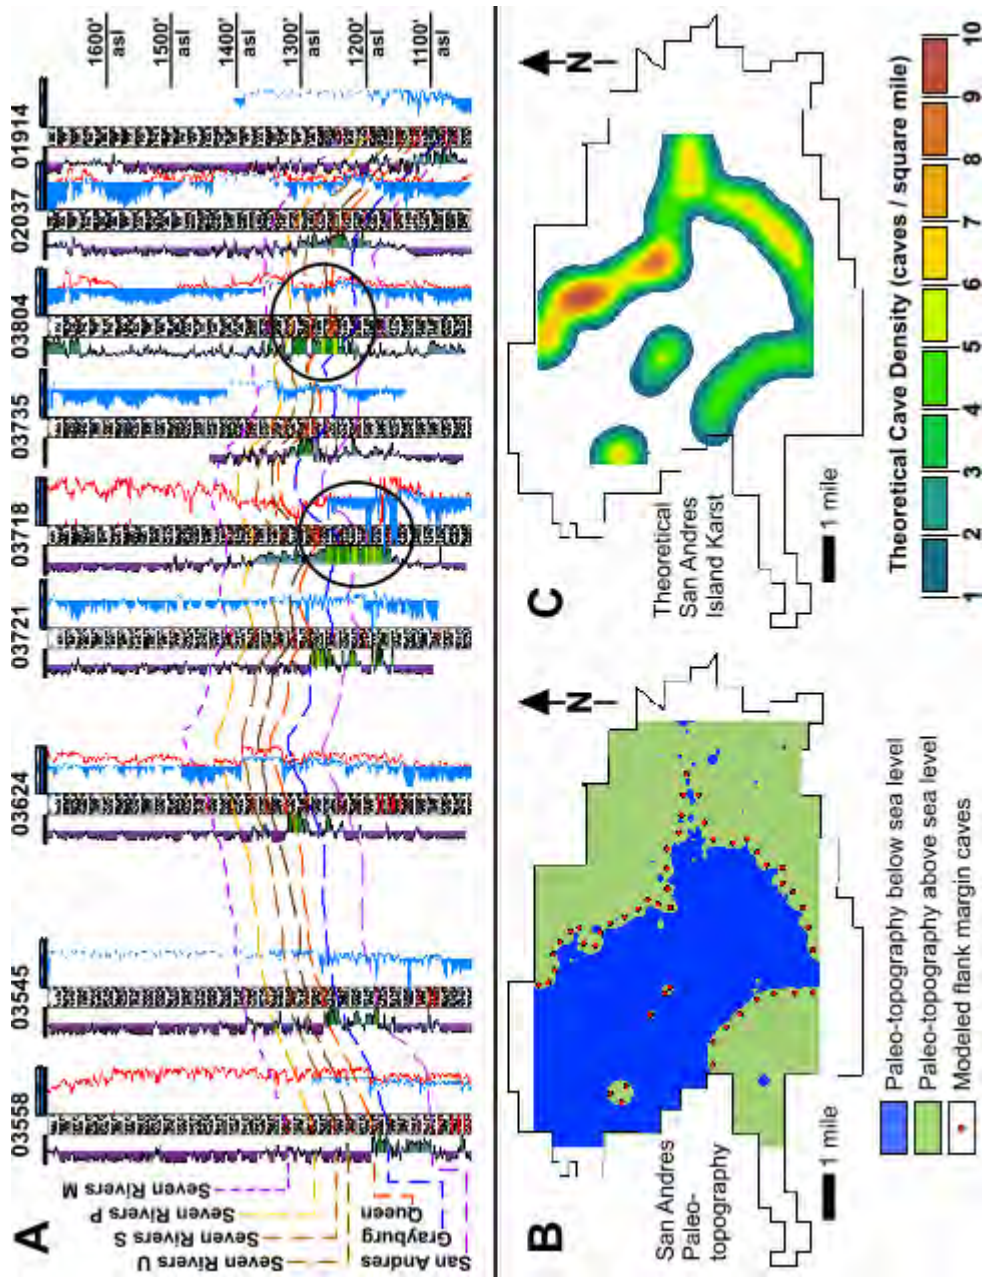 A
03558
03545
03624
03721
03718
03735
03804
02037
01914
1600'
asl
1500'
asl
1400'
asl
1300'
asl
1200'
asl
1100'
asl
Seven Rivers M
Seven Rivers P
Seven Rivers S
Seven Rivers U
Queen
Grayburg
San Andres
B
N
San Andres
Paleo-
topography
1 mile
Paleo-topography below sea level
Paleo-topography above sea level
Modeled flank margin caves
C
N
Theoretical
San Andres
Island Karst
1 mile
Theoretical Cave Density (caves / square mile)
1 2 3 4 5 6 7 8 9 10